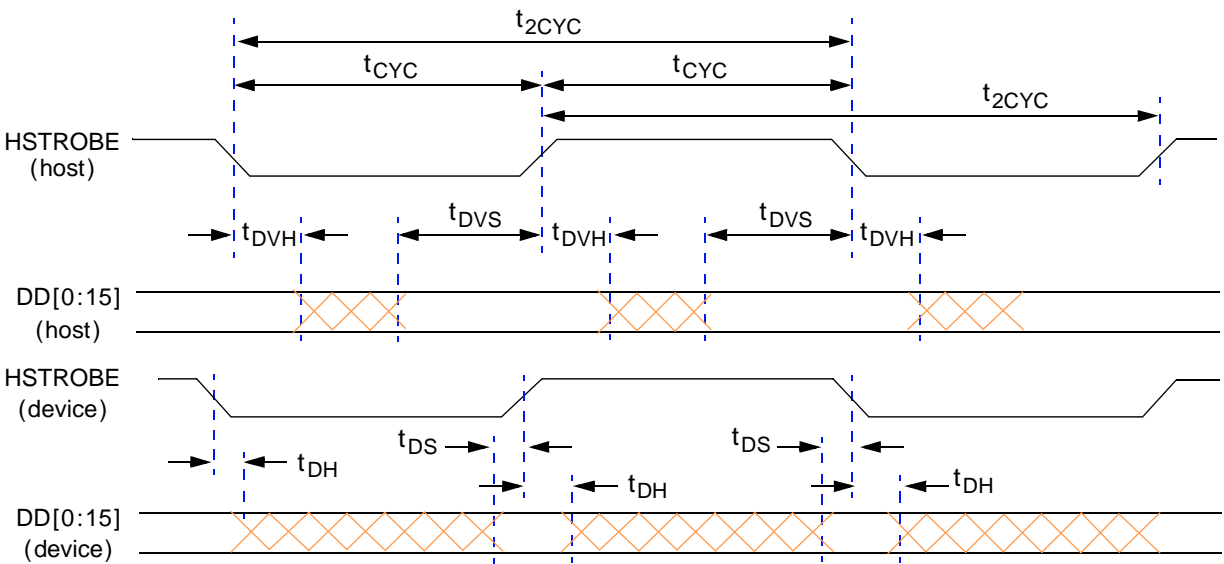 t2CYC
tCYC
tCYC
t2CYC
HSTROBE
(host)
tDVH
tDVS
tDVH
tDVS
tDVH
DD[0:15]
(host)
HSTROBE
(device)
tDS
tDS
tDH
tDH
tDH
DD[0:15]
(device)